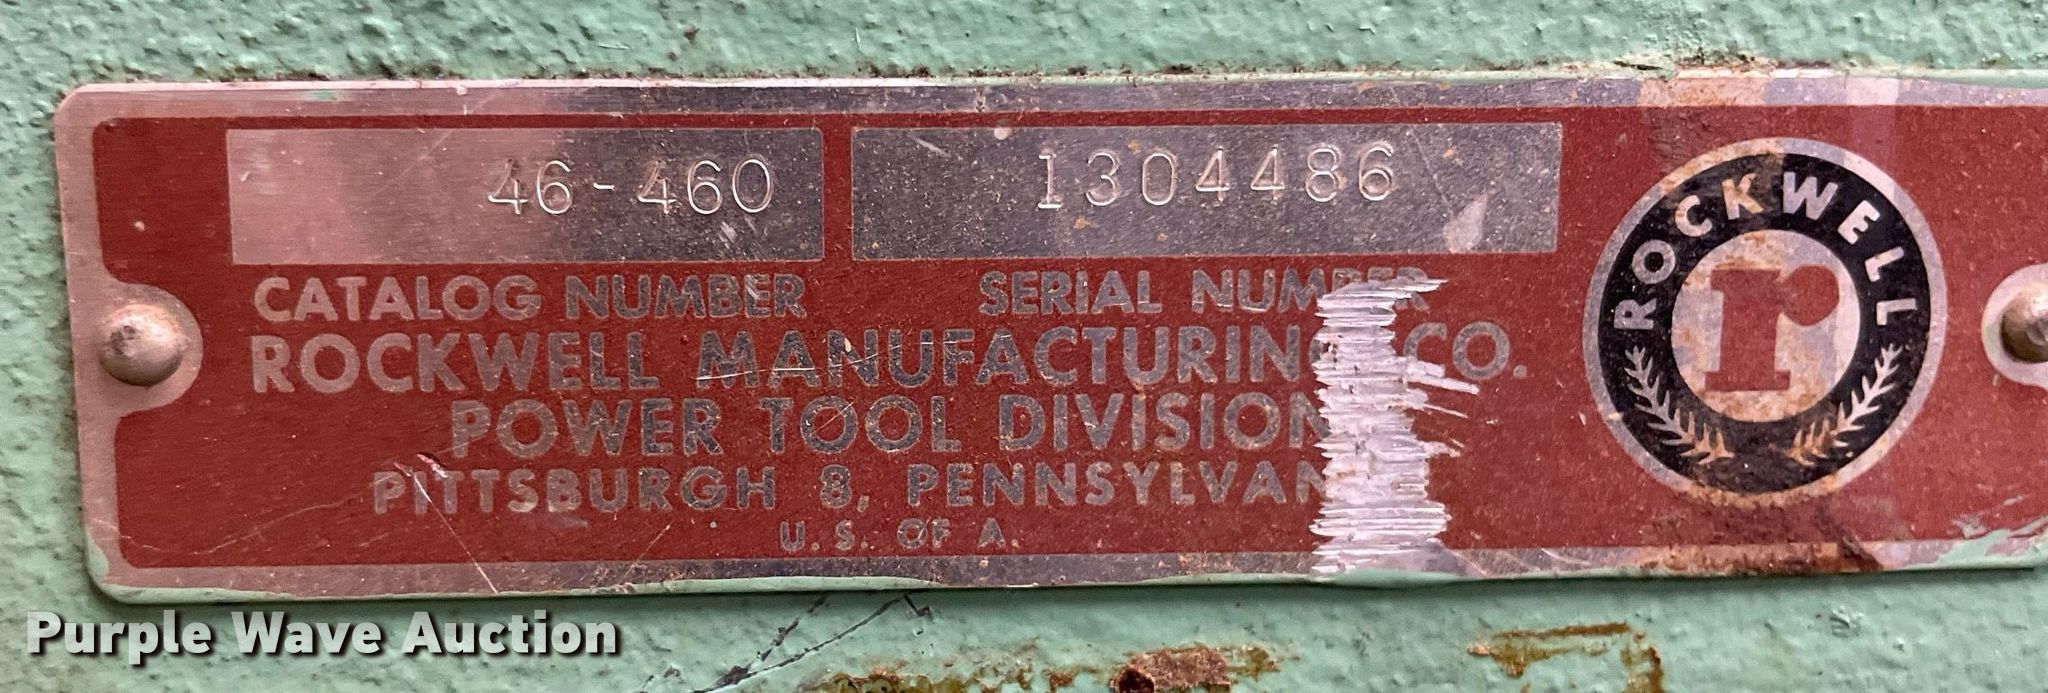 46-460 1304486
CATALOG NUMBER SERIAL NUMBER
ROCKWELL MANUFACTURING CO.
POWER TOOL DIVISION
PITTSBURGH 8, PENNSYLVAN
U. S. OF A.
ROCKWELL
r
Purple Wave Auction